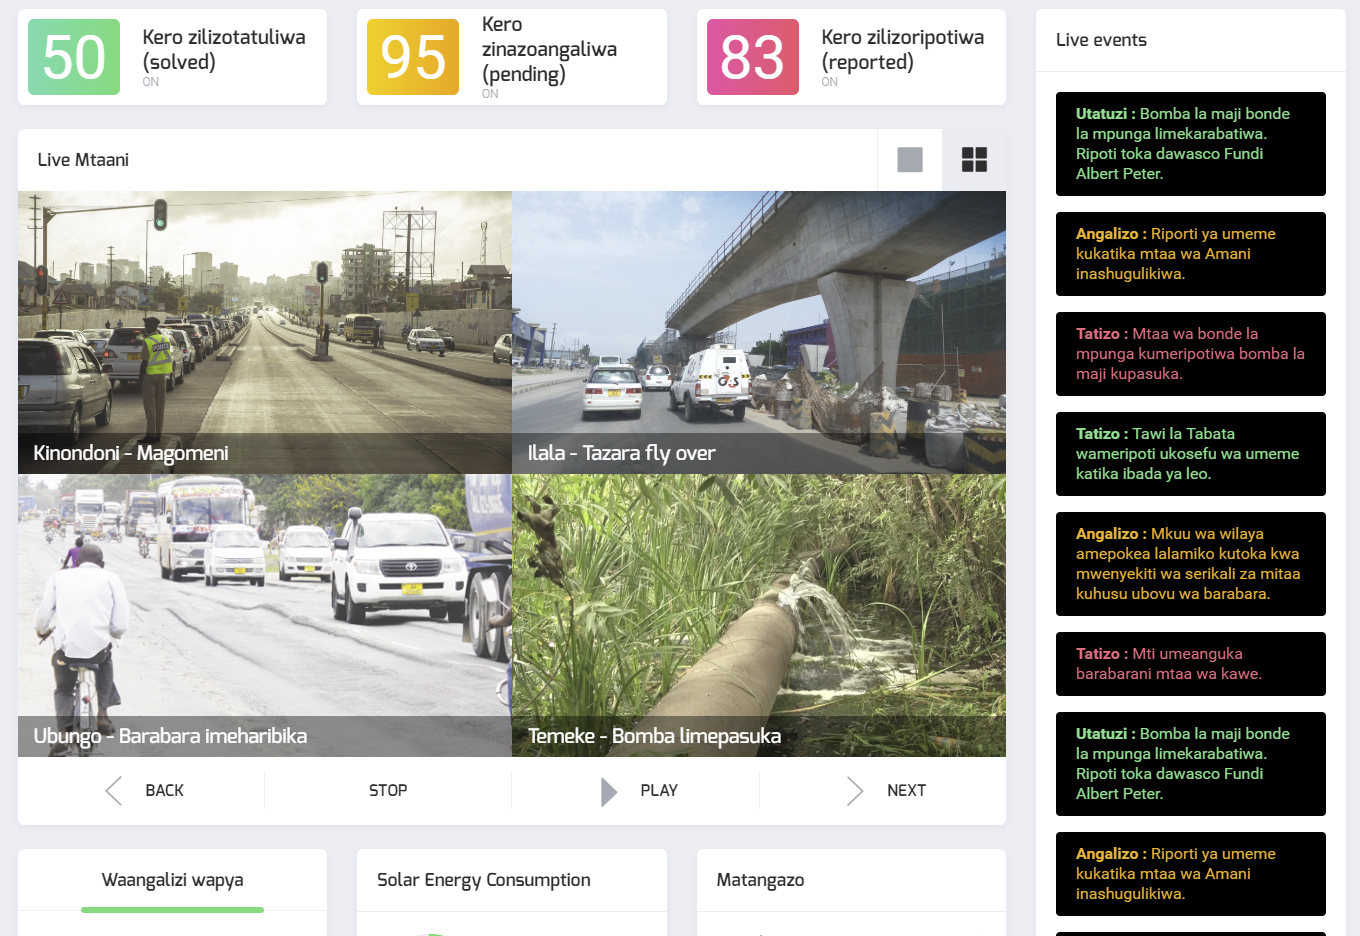 50
Kero zilizotatuliwa
(solved)
ON
95
Kero
zinazoangaliwa
(pending)
ON
83
Kero zilizoripotiwa
(reported)
ON
Live Mtaani
POLICE
Kinondoni - Magomeni
G4S
Ilala - Tazara fly over
Ubungo - Barabara imeharibika
Temeke - Bomba limepasuka
BACK
STOP
PLAY
NEXT
Waangalizi wapya
Solar Energy Consumption
Matangazo
Live events
Utatuzi : Bomba la maji bonde
la mpunga limekarabatiwa.
Ripoti toka dawasco Fundi
Albert Peter.
Angalizo : Riporti ya umeme
kukatika mtaa wa Amani
inashugulikiwa.
Tatizo : Mtaa wa bonde la
mpunga kumeripotiwa bomba la
maji kupasuka.
Tatizo : Tawi la Tabata
wameripoti ukosefu wa umeme
katika ibada ya leo.
Angalizo : Mkuu wa wilaya
amepokea lalamiko kutoka kwa
mwenyekiti wa serikali za mitaa
kuhusu ubovu wa barabara.
Tatizo : Mti umeanguka
barabarani mtaa wa kawe.
Utatuzi : Bomba la maji bonde
la mpunga limekarabatiwa.
Ripoti toka dawasco Fundi
Albert Peter.
Angalizo : Riporti ya umeme
kukatika mtaa wa Amani
inashugulikiwa.